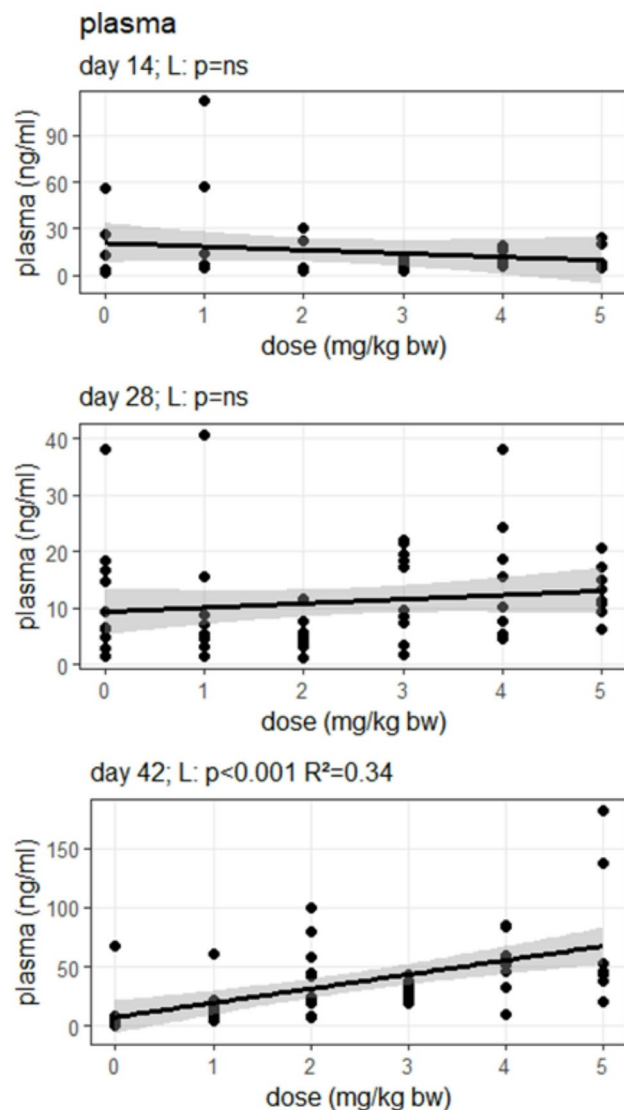 plasma
day 14; L: p=ns
plasma (ng/ml)
90
60
30
0
0 1 2 3 4 5
dose (mg/kg bw)
day 28; L: p=ns
plasma (ng/ml)
40
30
20
10
0
0 1 2 3 4 5
dose (mg/kg bw)
day 42; L: p<0.001 R²=0.34
plasma (ng/ml)
150
100
50
0
0 1 2 3 4 5
dose (mg/kg bw)